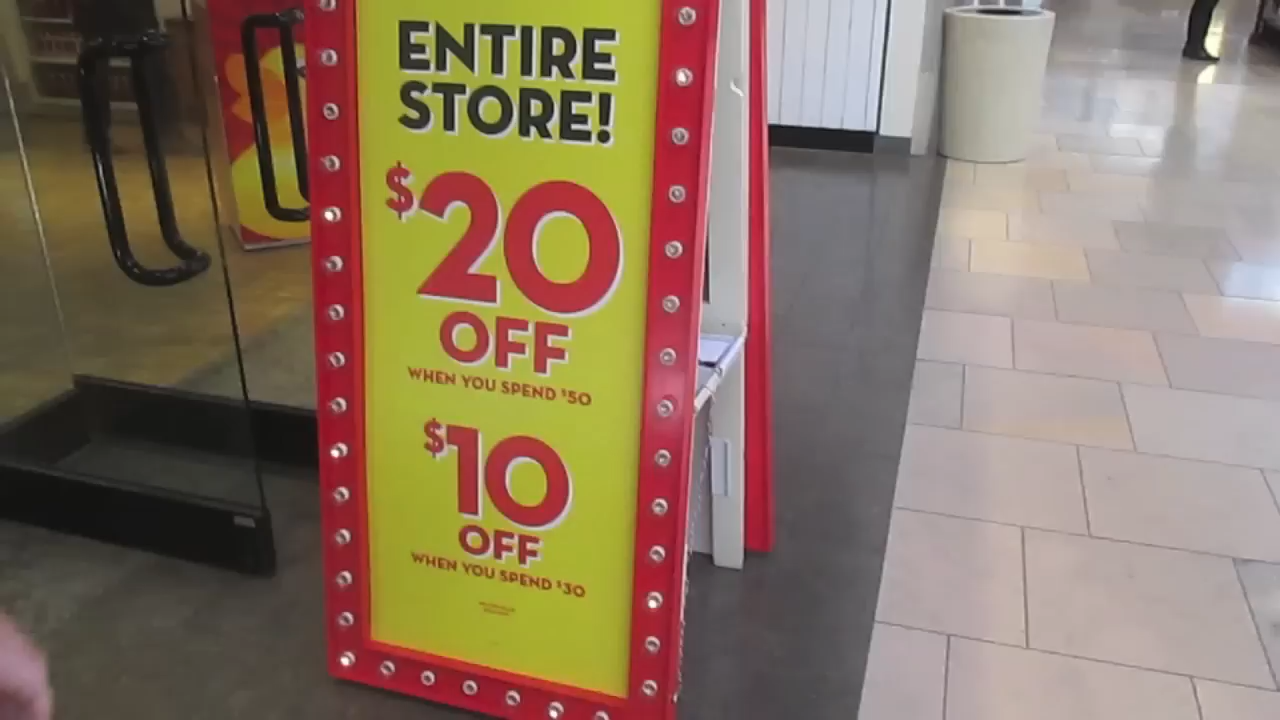 ENTIRE
STORE!
$20
OFF
WHEN YOU SPEND $50
$10
OFF
WHEN YOU SPEND $30